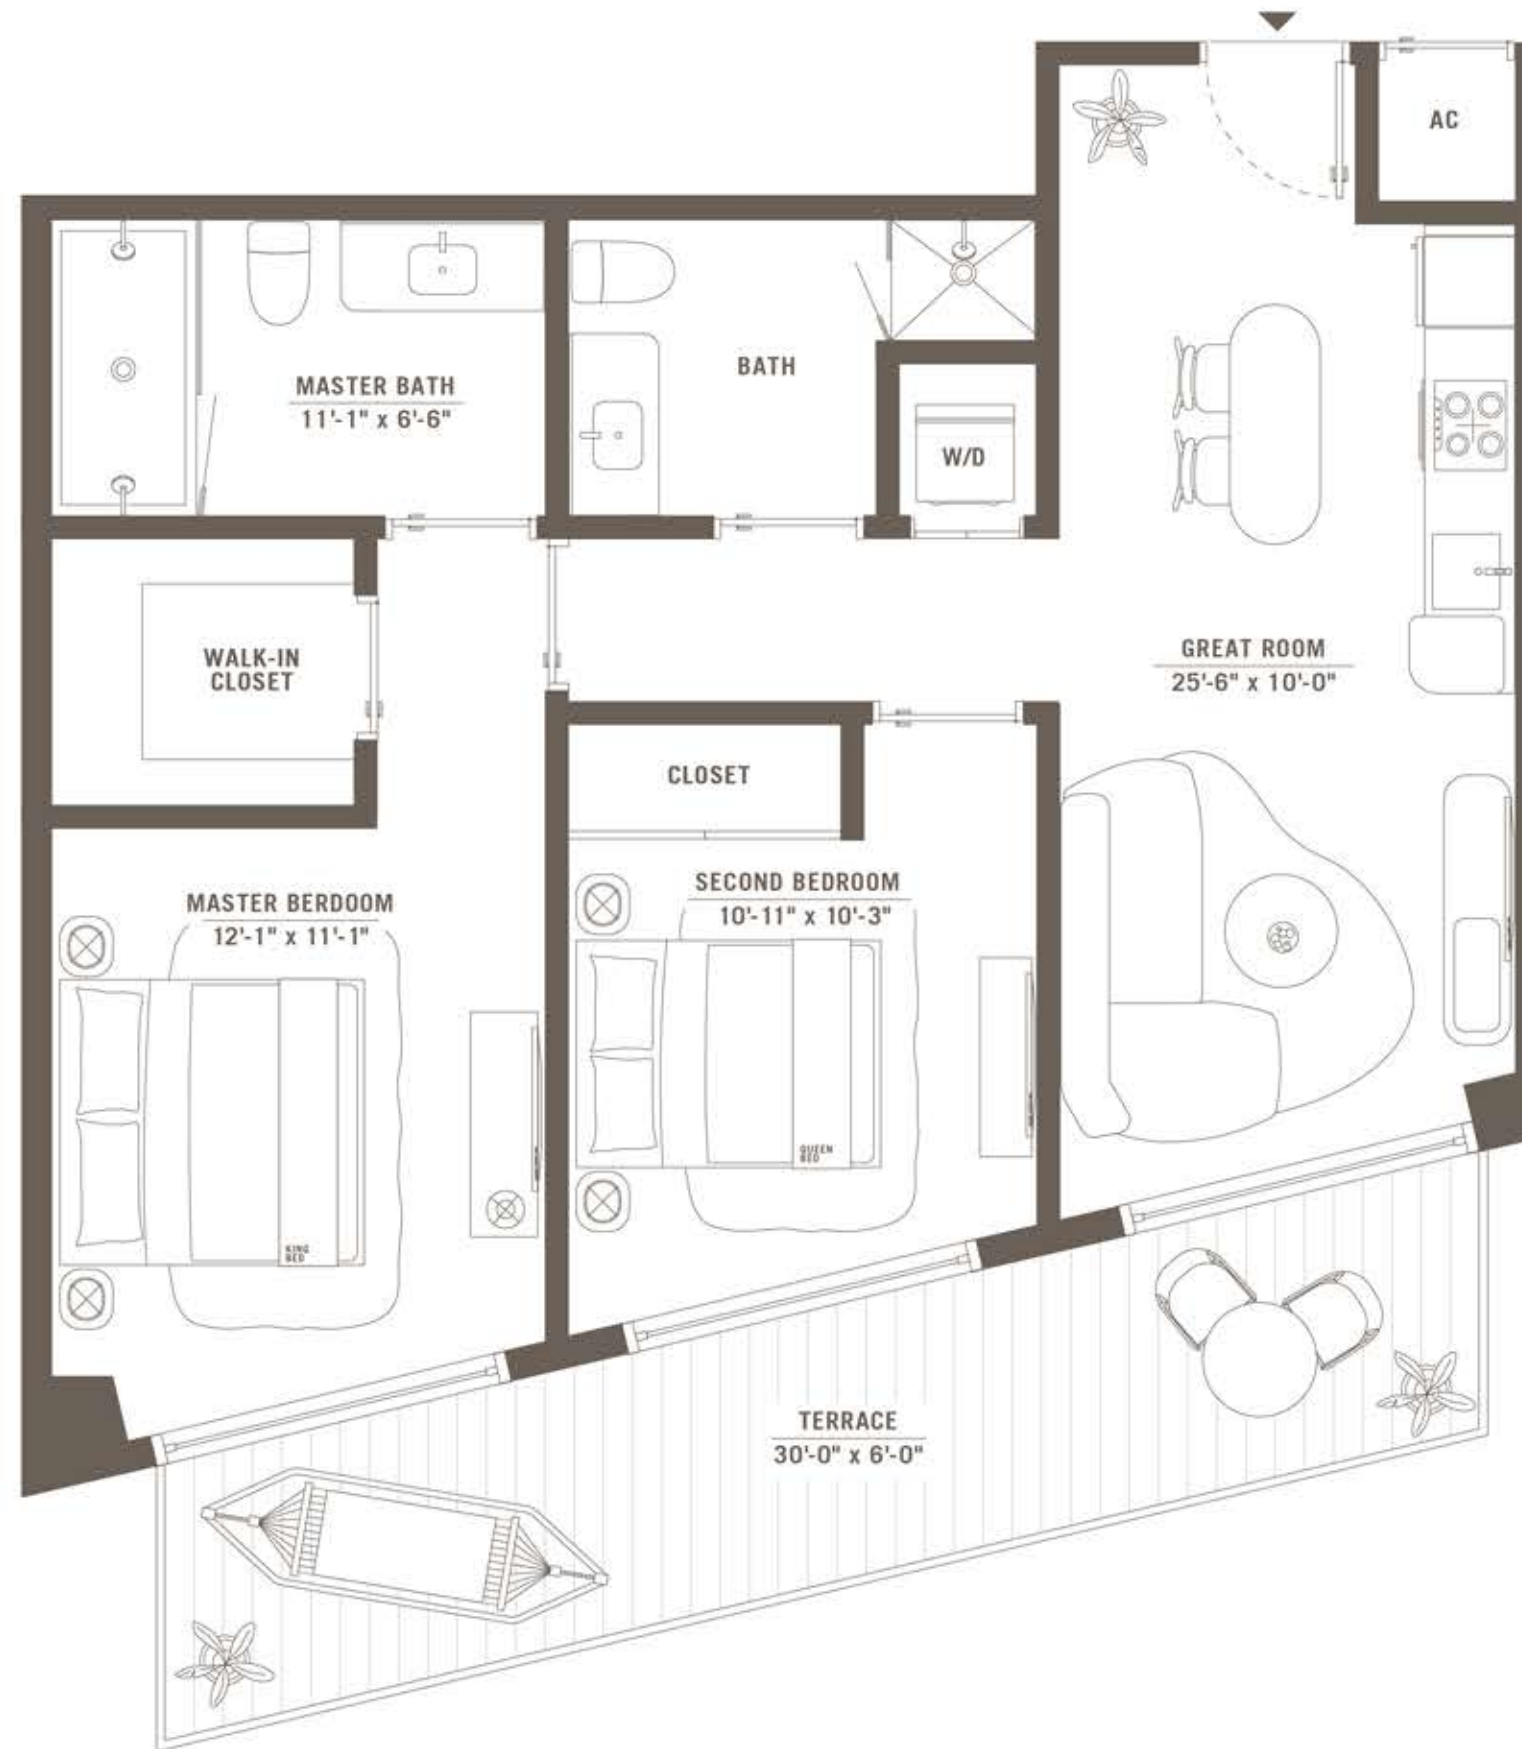 AC
BATH
MASTER BATH
11'-1" x 6'-6"
W/D
GREAT ROOM
25'-6" x 10'-0"
WALK-IN
CLOSET
CLOSET
SECOND BEDROOM
10'-11" x 10'-3"
MASTER BERDOOM
12'-1" x 11'-1"
QUEEN
BED
KING
BED
TERRACE
30'-0" x 6'-0"